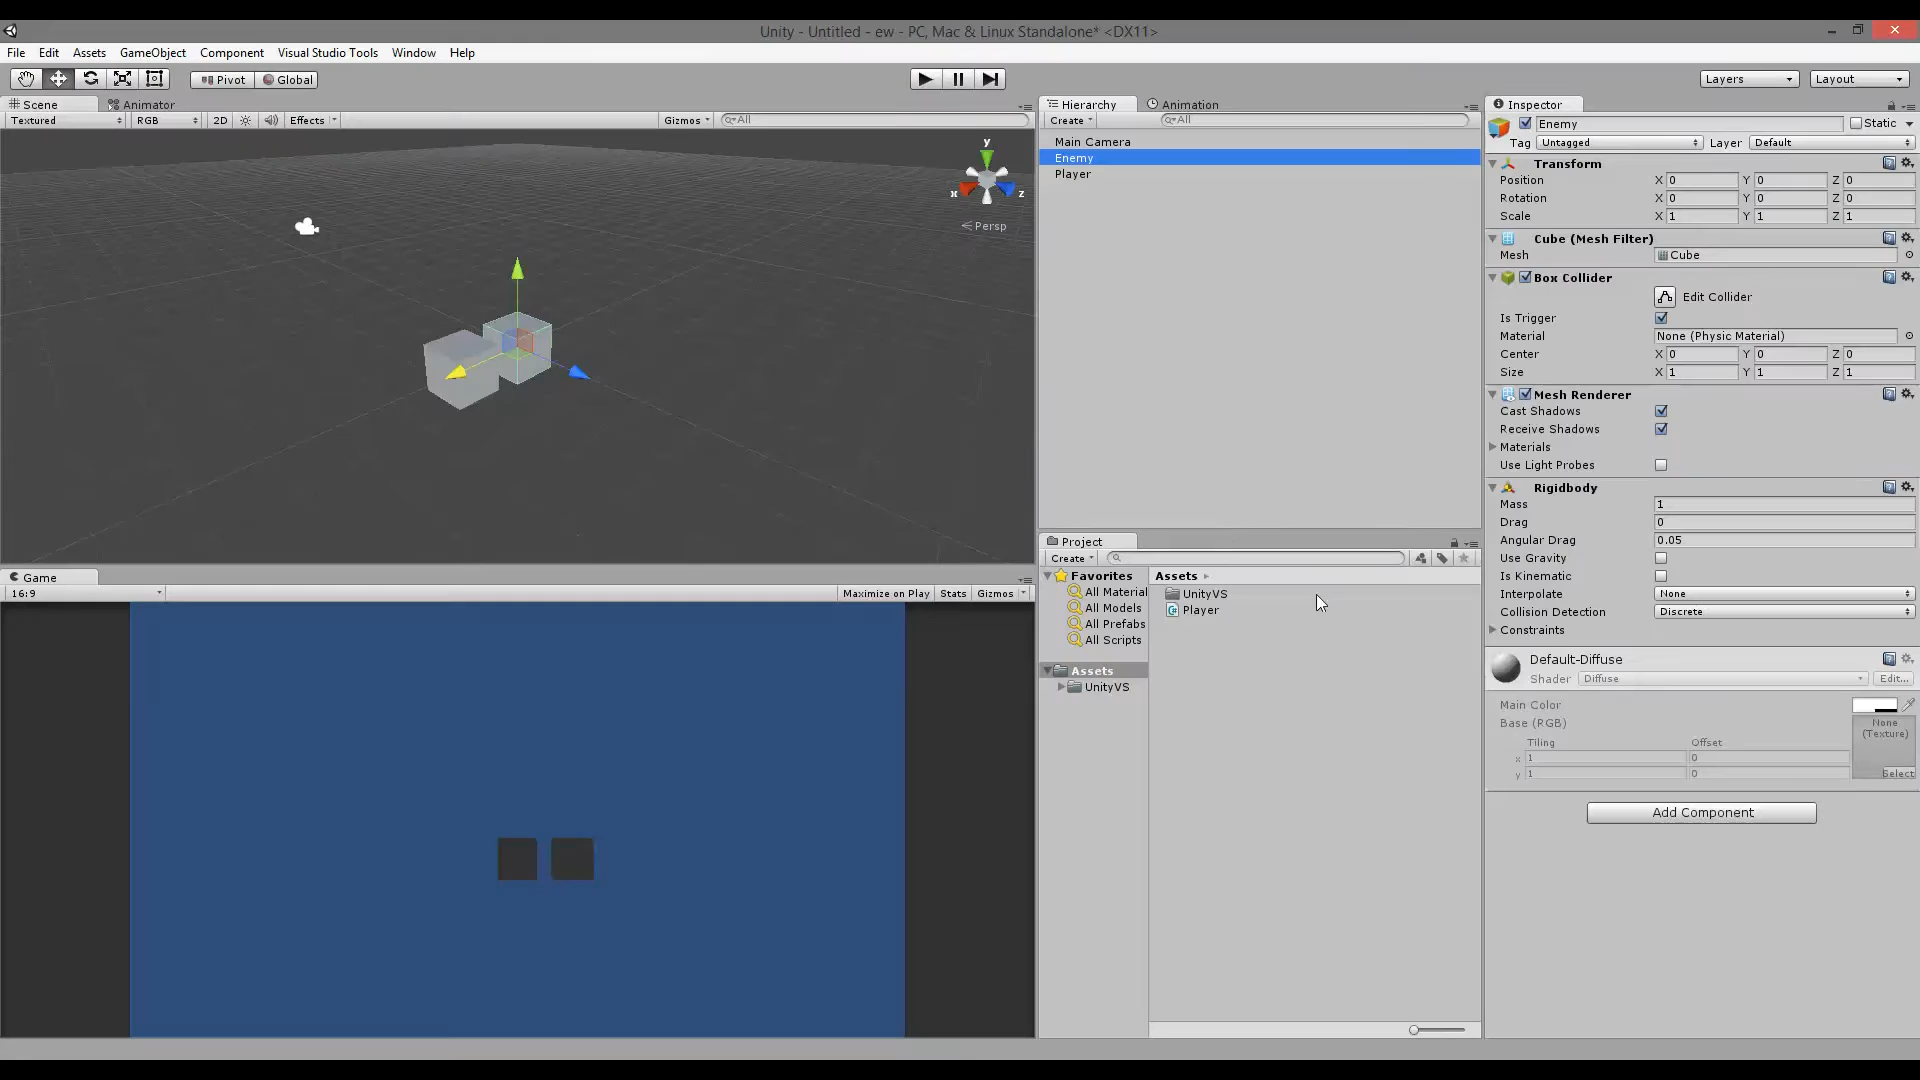 Unity - Untitled - ew - PC, Mac & Linux Standalone* <DX11>
File Edit Assets GameObject Component Visual Studio Tools Window Help
Pivot Global
Layers Layout
Scene Animator
Textured RGB 2D Effects Gizmos All
y
x z
Persp
Game
16:9 Maximize on Play Stats Gizmos
Hierarchy Animation
Create All
Main Camera
Enemy
Player
Project
Create
Favorites
All Material
All Models
All Prefabs
All Scripts
Assets
UnityVS
Assets
UnityVS
Player
Inspector
Enemy Static
Tag Untagged Layer Default
Transform
Position X 0 Y 0 Z 0
Rotation X 0 Y 0 Z 0
Scale X 1 Y 1 Z 1
Cube (Mesh Filter)
Mesh Cube
Box Collider
Edit Collider
Is Trigger
Material None (Physic Material)
Center X 0 Y 0 Z 0
Size X 1 Y 1 Z 1
Mesh Renderer
Cast Shadows
Receive Shadows
Materials
Use Light Probes
Rigidbody
Mass 1
Drag 0
Angular Drag 0.05
Use Gravity
Is Kinematic
Interpolate None
Collision Detection Discrete
Constraints
Default-Diffuse
Shader Diffuse Edit...
Main Color
Base (RGB) None
(Texture)
Tiling Offset
x 1 0
y 1 0
Select
Add Component